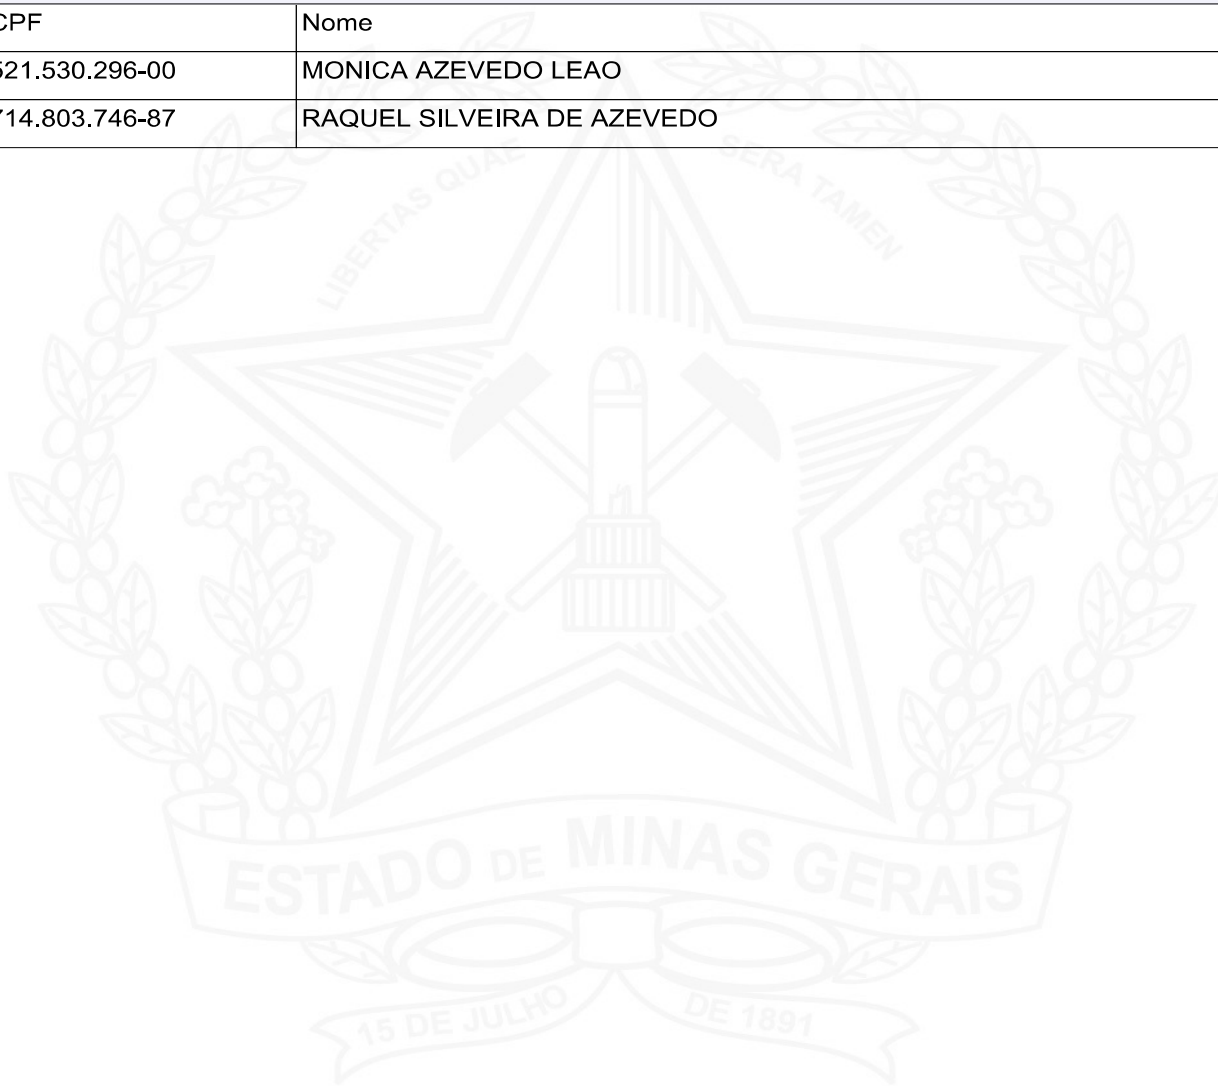 CPF Nome
521.530.296-00 MONICA AZEVEDO LEAO
714.803.746-87 RAQUEL SILVEIRA DE AZEVEDO
LIBERTAS QUAE SERA TAMEN
ESTADO DE MINAS GERAIS
15 DE JULHO DE 1891